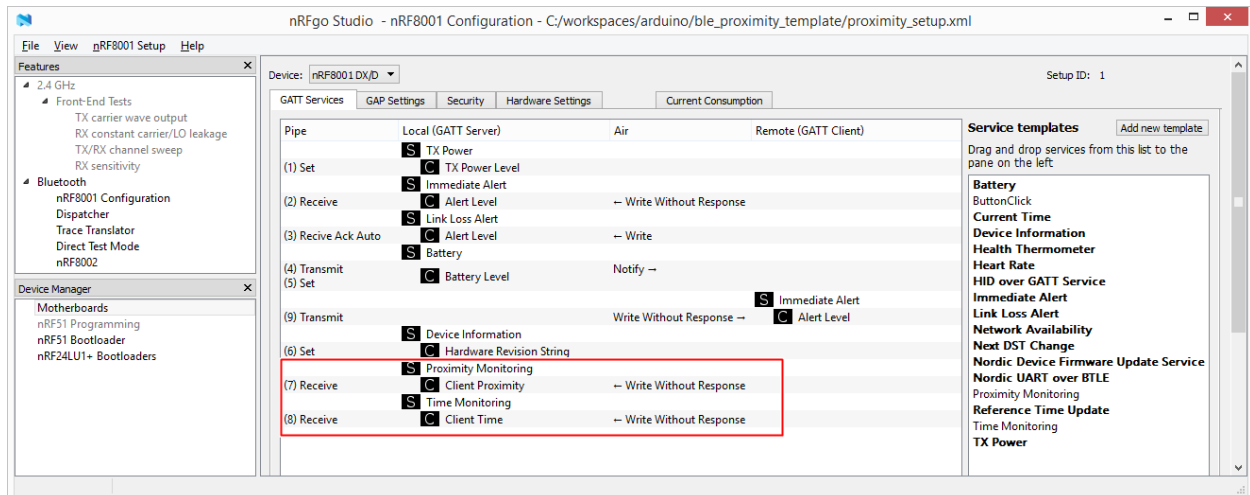 nRFgo Studio - nRF8001 Configuration - C:/workspaces/arduino/ble_proximity_template/proximity_setup.xml
File View nRF8001 Setup Help
Features
2.4 GHz
Front-End Tests
TX carrier wave output
RX constant carrier/LO leakage
TX/RX channel sweep
RX sensitivity
Bluetooth
nRF8001 Configuration
Dispatcher
Trace Translator
Direct Test Mode
nRF8002
Device Manager
Motherboards
nRF51 Programming
nRF51 Bootloader
nRF24LU1+ Bootloaders
Device: nRF8001 DX/D Setup ID: 1
GATT Services GAP Settings Security Hardware Settings Current Consumption
Pipe Local (GATT Server) Air Remote (GATT Client)
S TX Power
(1) Set C TX Power Level
S Immediate Alert
(2) Receive C Alert Level ← Write Without Response
S Link Loss Alert
(3) Recive Ack Auto C Alert Level ← Write
S Battery
(4) Transmit Notify →
(5) Set C Battery Level
S Immediate Alert
(9) Transmit Write Without Response → C Alert Level
S Device Information
(6) Set C Hardware Revision String
S Proximity Monitoring
(7) Receive C Client Proximity ← Write Without Response
S Time Monitoring
(8) Receive C Client Time ← Write Without Response
Service templates Add new template
Drag and drop services from this list to the
pane on the left
Battery
ButtonClick
Current Time
Device Information
Health Thermometer
Heart Rate
HID over GATT Service
Immediate Alert
Link Loss Alert
Network Availability
Next DST Change
Nordic Device Firmware Update Service
Nordic UART over BTLE
Proximity Monitoring
Reference Time Update
Time Monitoring
TX Power